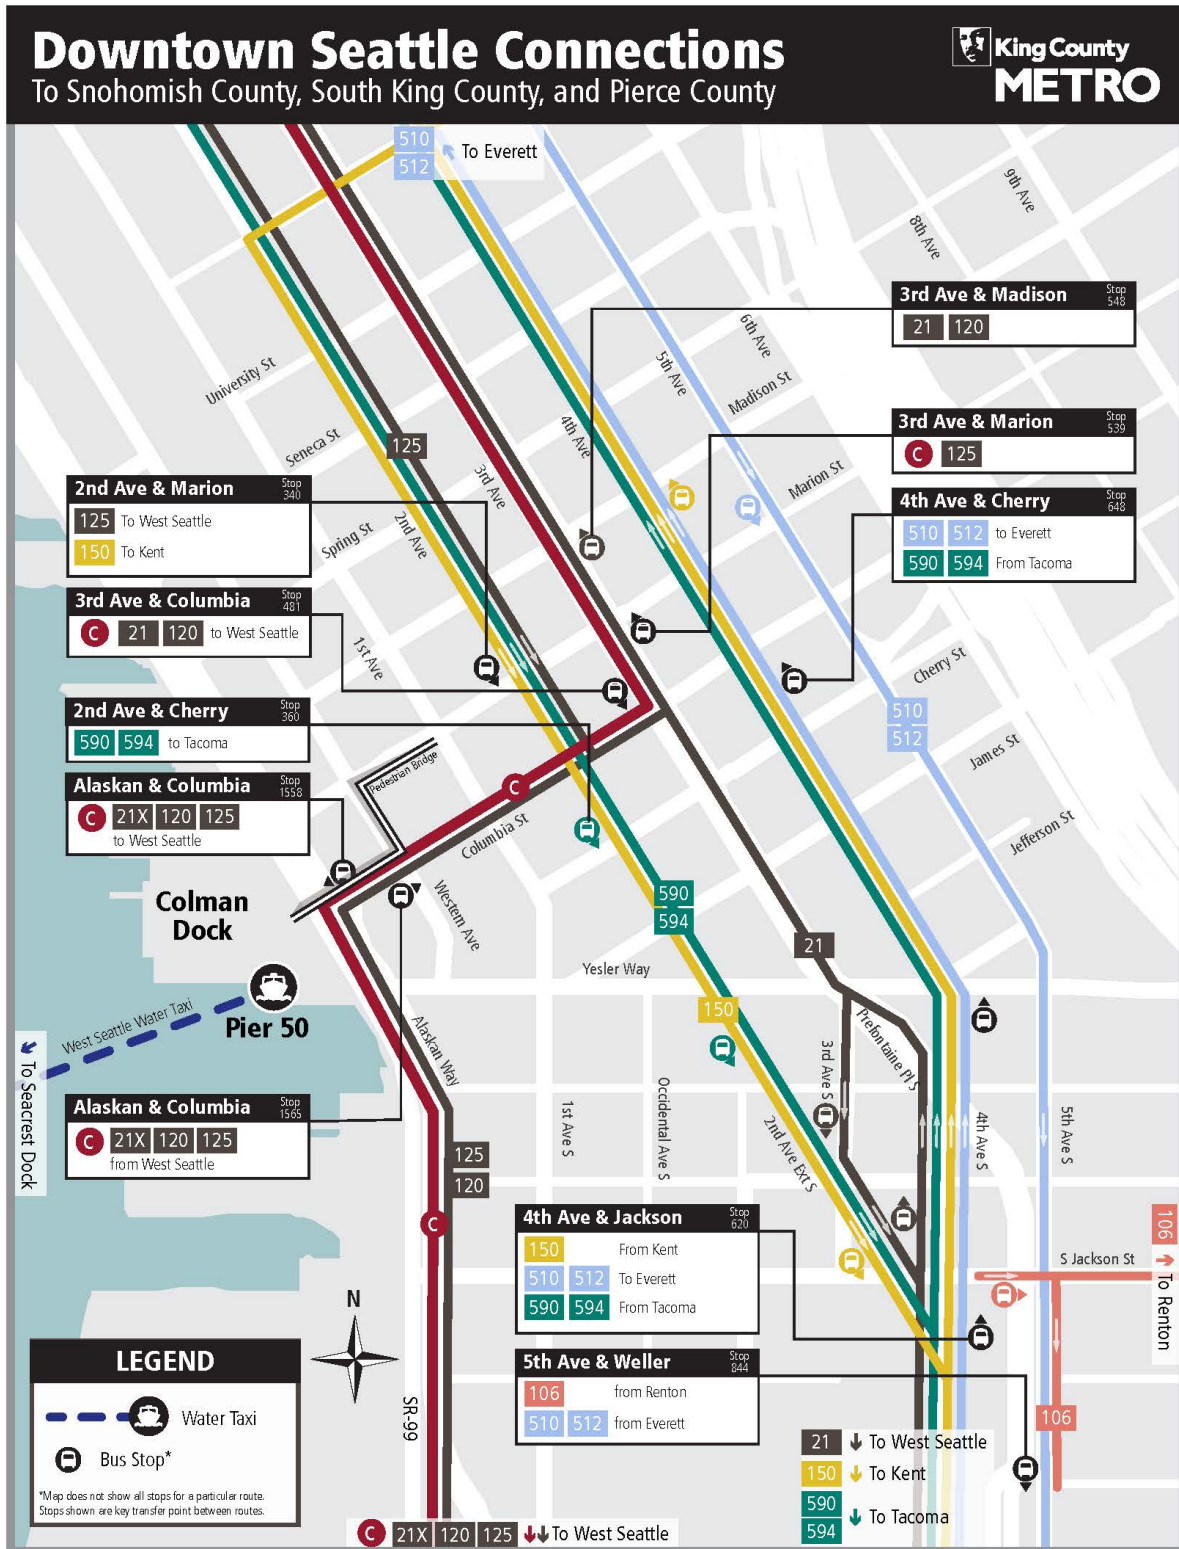 Downtown Seattle Connections
To Snohomish County, South King County, and Pierce County
King County
METRO
510
512
To Everett
9th Ave
8th Ave
3rd Ave & Madison
Stop
548
21 120
6th Ave
5th Ave
Madison St
University St
4th Ave
3rd Ave & Marion
Stop
539
C 125
Seneca St
125
3rd Ave
Marion St
2nd Ave & Marion
Stop
340
125 To West Seattle
150 To Kent
4th Ave & Cherry
Stop
648
510 512 to Everett
590 594 From Tacoma
Spring St
2nd Ave
3rd Ave & Columbia
Stop
481
C 21 120 to West Seattle
1st Ave
Cherry St
2nd Ave & Cherry
Stop
360
590 594 to Tacoma
510
512
James St
Pedestrian Bridge
Alaskan & Columbia
Stop
1558
C 21X 120 125
to West Seattle
C
Columbia St
Jefferson St
Colman
Dock
Western Ave
590
594
21
Yesler Way
Pier 50
West Seattle Water Taxi
To Seacrest Dock
150
Alaskan Way
Prefontaine Pl S
3rd Ave S
Alaskan & Columbia
Stop
1565
C 21X 120 125
from West Seattle
1st Ave S
Occidental Ave S
2nd Ave Ext S
4th Ave S
5th Ave S
125
120
C
4th Ave & Jackson
Stop
620
150 From Kent
510 512 To Everett
590 594 From Tacoma
S Jackson St
106
To Renton
N
5th Ave & Weller
Stop
844
106 from Renton
510 512 from Everett
LEGEND
Water Taxi
Bus Stop*
*Map does not show all stops for a particular route.
Stops shown are key transfer point between routes.
SR-99
106
21 To West Seattle
150 To Kent
590
594
To Tacoma
C 21X 120 125 To West Seattle